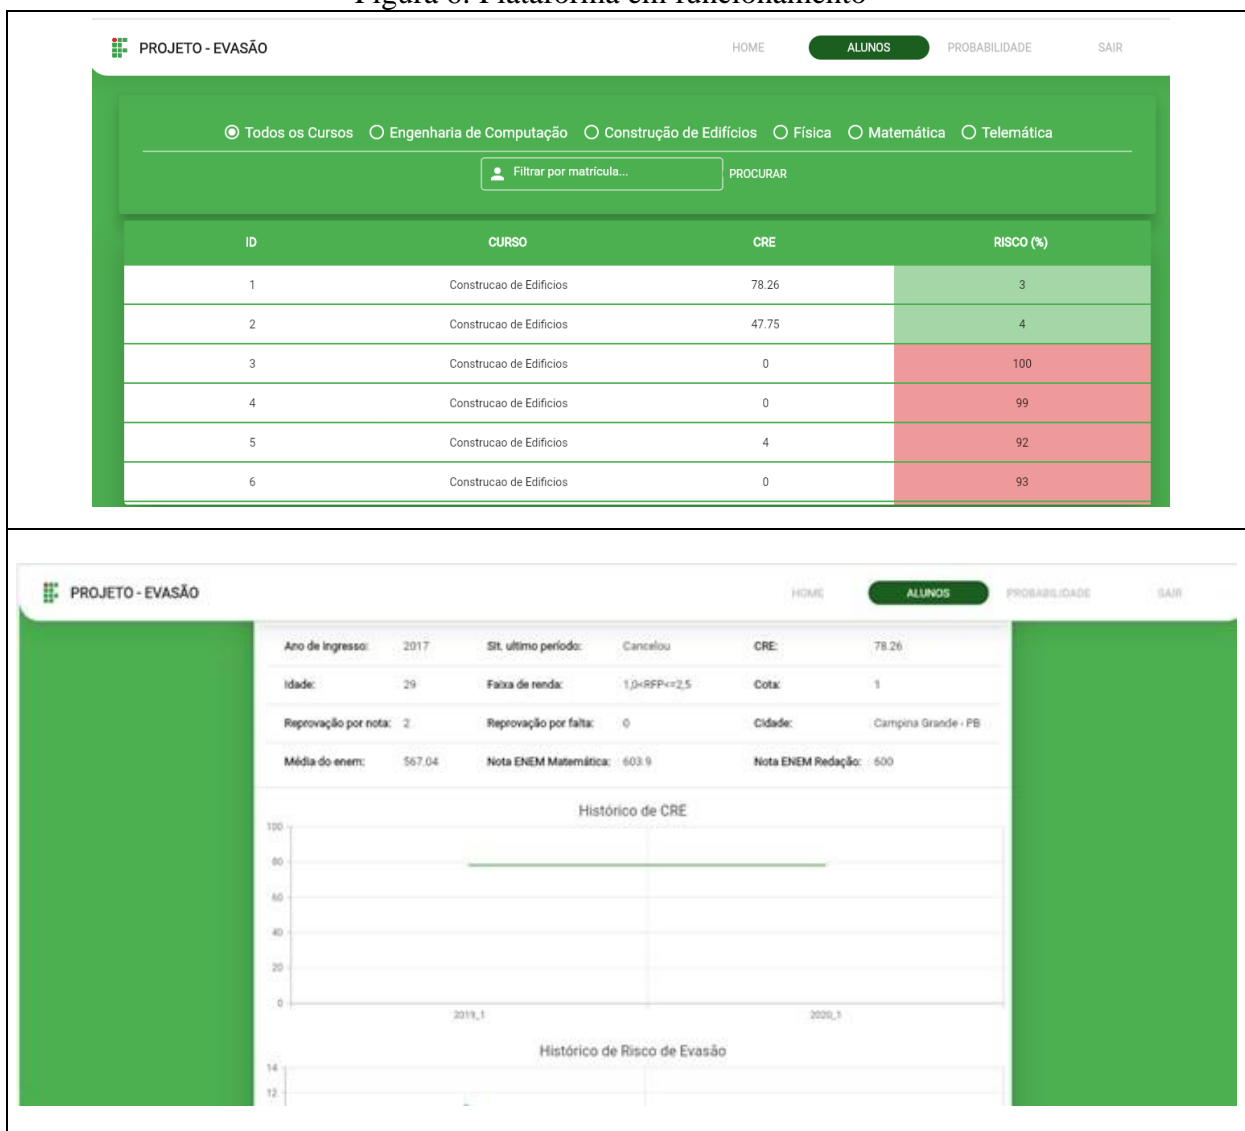 Figura 8: Plataforma em funcionamento
PROJETO - EVASÃO HOME ALUNOS PROBABILIDADE SAIR
Todos os Cursos Engenharia de Computação Construção de Edifícios Física Matemática Telemática
Filtrar por matrícula... PROCURAR
ID CURSO CRE RISCO (%)
1 Construcao de Edificios 78.26 3
2 Construcao de Edificios 47.75 4
3 Construcao de Edificios 0 100
4 Construcao de Edificios 0 99
5 Construcao de Edificios 4 92
6 Construcao de Edificios 0 93
PROJETO - EVASÃO HOME ALUNOS PROBABILIDADE SAIR
Ano de ingresso: 2017 Sit. ultimo período: Cancelou CRE: 78.26
Idade: 29 Faixa de renda: 1,0<RFP<=2,5 Cota: 1
Reprovação por nota: 2 Reprovação por falta: 0 Cidade: Campina Grande - PB
Média do enem: 567.04 Nota ENEM Matemática: 603.9 Nota ENEM Redação: 600
Histórico de CRE
100
80
60
40
20
0
2019_1 2020_1
Histórico de Risco de Evasão
14
12